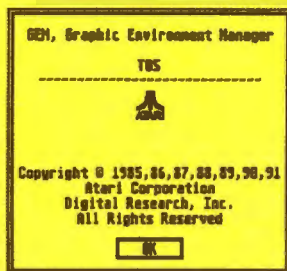 GEM, Graphic Environment Manager
TOS
--------------------------------
ATARI
Copyright © 1985,86,87,88,89,90,91
Atari Corporation
Digital Research, Inc.
All Rights Reserved
OK